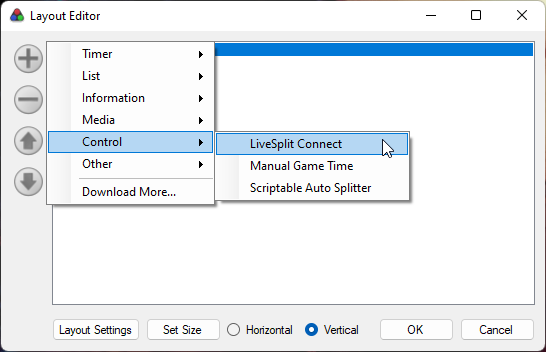 Layout Editor
Timer
List
Information
Media
Control
Other
Download More...
LiveSplit Connect
Manual Game Time
Scriptable Auto Splitter
Layout Settings
Set Size
Horizontal
Vertical
OK
Cancel